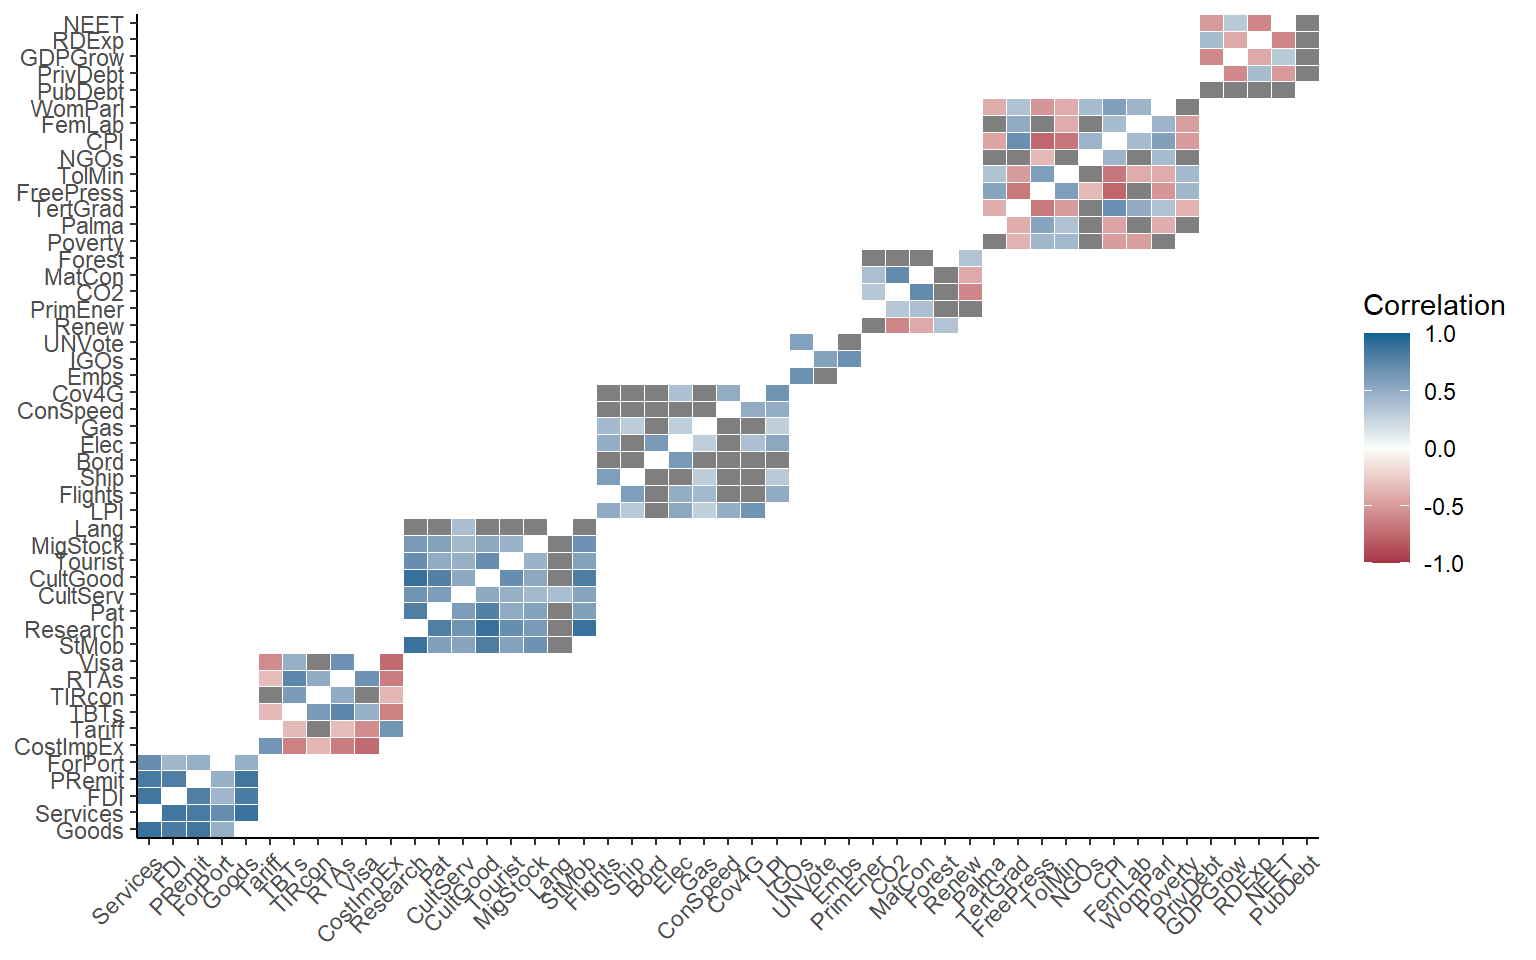 NEET
RDExp
GDPGrow
PrivDebt
PubDebt
WomParl
FemLab
CPI
NGOs
TolMin
FreePress
TertGrad
Palma
Poverty
Forest
MatCon
CO2
PrimEner
Renew
UNVote
IGOs
Embs
Cov4G
ConSpeed
Gas
Elec
Bord
Ship
Flights
LPI
Lang
MigStock
Tourist
CultGood
CultServ
Pat
Research
StMob
Visa
RTAs
TIRcon
TBTs
Tariff
CostImpEx
ForPort
PRemit
FDI
Services
Goods
Services
FDI
PRemit
ForPort
Goods
Tariff
TBTs
TIRcon
RTAs
Visa
CostImpEx
Research
Pat
CultServ
CultGood
Tourist
MigStock
Lang
StMob
Flights
Ship
Bord
Elec
Gas
ConSpeed
Cov4G
LPI
IGOs
UNVote
Embs
PrimEner
CO2
MatCon
Forest
Renew
Palma
TertGrad
FreePress
TolMin
NGOs
CPI
FemLab
WomParl
Poverty
PrivDebt
GDPGrow
RDExp
NEET
PubDebt
Correlation
1.0
0.5
0.0
-0.5
-1.0